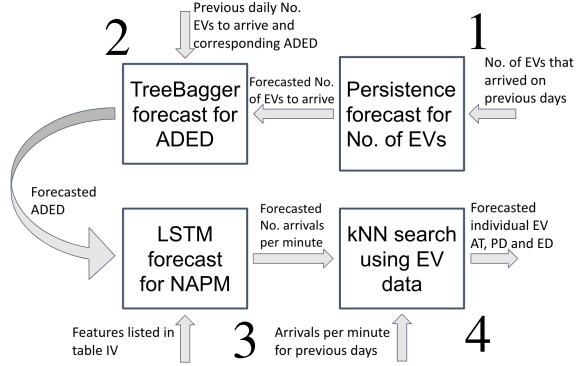 2
Previous daily No.
EVs to arrive and
corresponding ADED
1
No. of EVs that
arrived on
previous days
TreeBagger
forecast for
ADED
Forecasted No.
of EVs to arrive
Persistence
forecast for
No. of EVs
Forecasted
ADED
LSTM
forecast
for NAPM
Forecasted
No. arrivals
per minute
kNN search
using EV
data
Forecasted
individual EV
AT, PD and ED
Features listed in
table IV
3
Arrivals per minute
for previous days
4